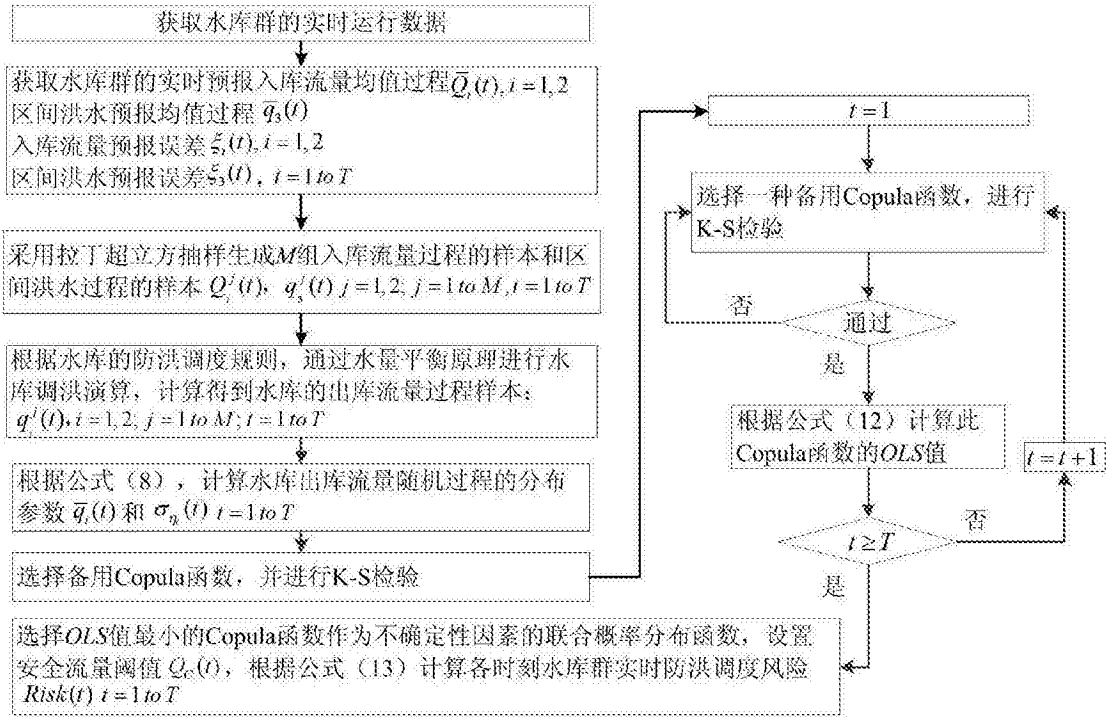 获取水库群的实时运行数据
获取水库群的实时预报入库流量均值过程 Q̅ᵢ(t), i=1,2
区间洪水预报均值过程 q̅₃(t)
入库流量预报误差 ξᵢ(t), i=1,2
区间洪水预报误差 ξ₃(t), t=1 to T
采用拉丁超立方抽样生成M组入库流量过程的样本和区
间洪水过程的样本 Qᵢʲ(t), q₃ʲ(t) j=1,2; j=1 to M, t=1 to T
根据水库的防洪调度规则，通过水量平衡原理进行水
库调洪演算，计算得到水库的出库流量过程样本：
qᵢʲ(t), i=1,2; j=1 to M; t=1 to T
根据公式（8），计算水库出库流量随机过程的分布
参数 q̅ᵢ(t) 和 σ_ηᵢ(t) t=1 to T
选择备用Copula函数，并进行K-S检验
t=1
选择一种备用Copula函数，进行
K-S检验
否
通过
是
根据公式（12）计算此
Copula函数的OLS值
t=t+1
t≥T
否
是
选择OLS值最小的Copula函数作为不确定性因素的联合概率分布函数，设置
安全流量阈值 Q_C(t)，根据公式（13）计算各时刻水库群实时防洪调度风险
Risk(t) t=1 to T